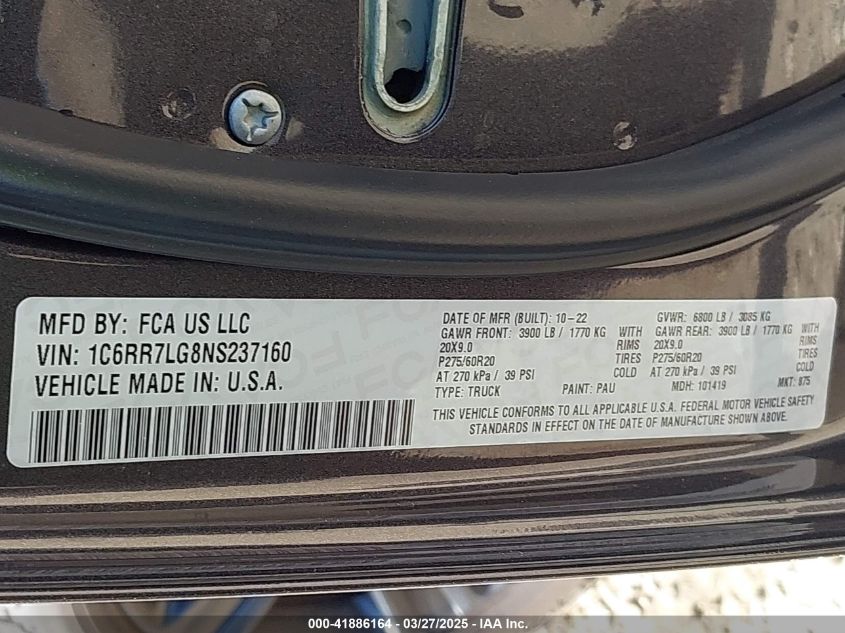 MFD BY: FCA US LLC
VIN: 1C6RR7LG8NS237160
VEHICLE MADE IN: U.S.A.
DATE OF MFR (BUILT): 10-22 GVWR: 6800 LB / 3085 KG
GAWR FRONT: 3900 LB / 1770 KG WITH GAWR REAR: 3900 LB / 1770 KG WITH
20X9.0 RIMS 20X9.0 RIMS
P275/60R20 TIRES P275/60R20 TIRES
AT 270 kPa / 39 PSI COLD AT 270 kPa / 39 PSI COLD
TYPE: TRUCK PAINT: PAU MDH: 101419 MKT: 875
THIS VEHICLE CONFORMS TO ALL APPLICABLE U.S.A. FEDERAL MOTOR VEHICLE SAFETY
STANDARDS IN EFFECT ON THE DATE OF MANUFACTURE SHOWN ABOVE.
000-41886164 - 03/27/2025 - IAAI.com.